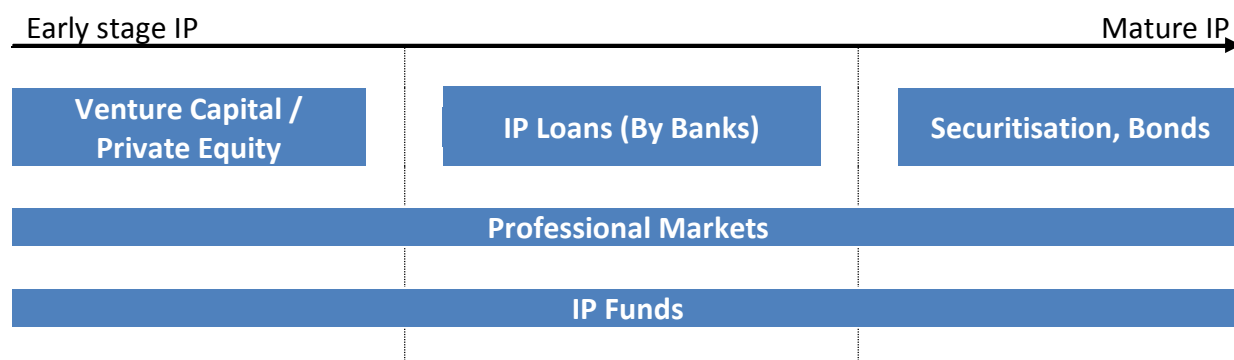 Early stage IP
Mature IP
Venture Capital /
Private Equity
IP Loans (By Banks)
Securitisation, Bonds
Professional Markets
IP Funds